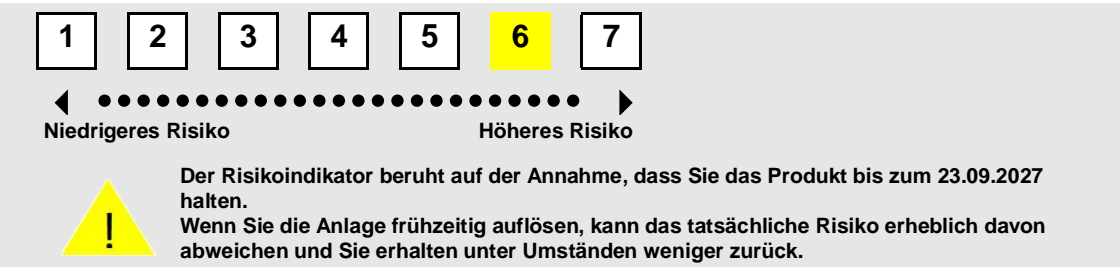 1 2 3 4 5 6 7
Niedrigeres Risiko Höheres Risiko
Der Risikoindikator beruht auf der Annahme, dass Sie das Produkt bis zum 23.09.2027
halten.
Wenn Sie die Anlage frühzeitig auflösen, kann das tatsächliche Risiko erheblich davon
abweichen und Sie erhalten unter Umständen weniger zurück.
!